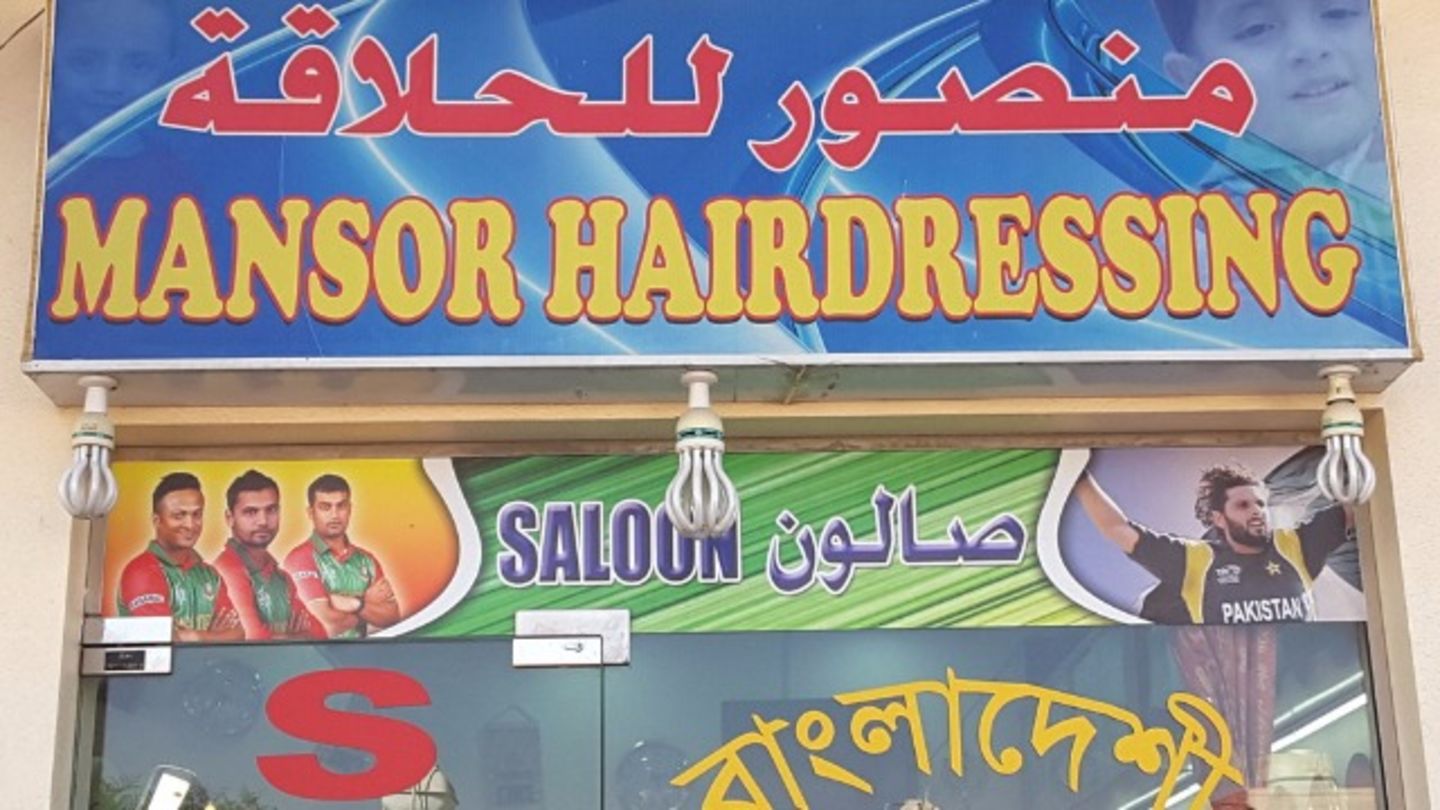 منصور للحلاقة
MANSOR HAIRDRESSING
SALOON صالون
PAKISTAN
S
বাংলাদেশী